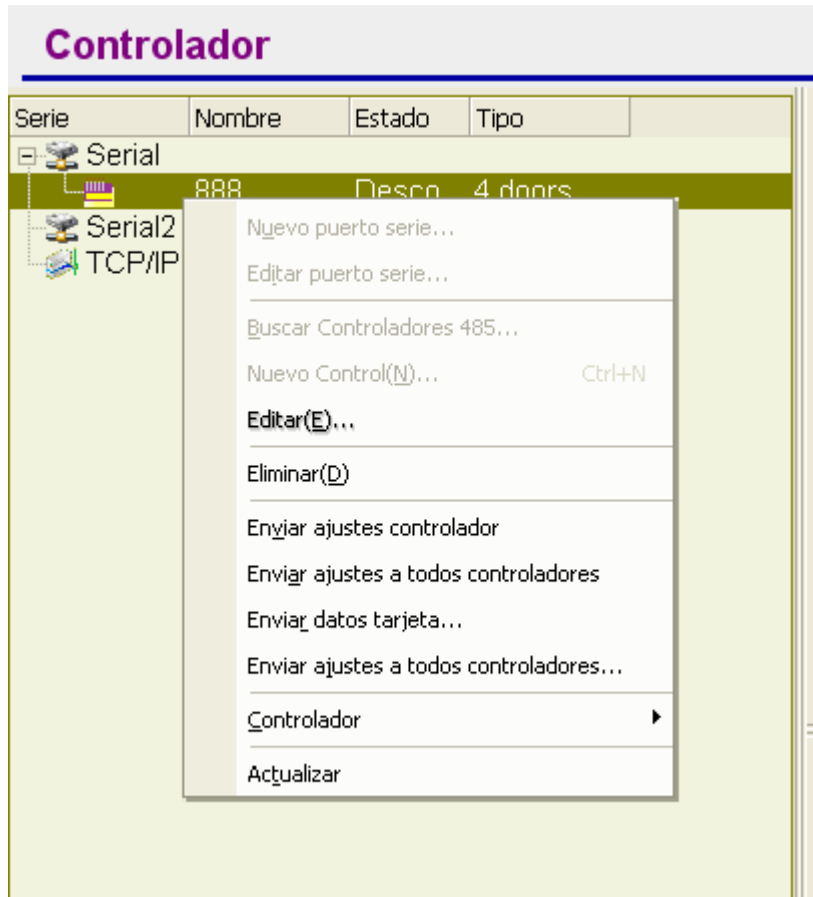 Controlador
Serie Nombre Estado Tipo
Serial
888 Desco 4 doors
Serial2
TCP/IP
Nuevo puerto serie...
Editar puerto serie...
Buscar Controladores 485...
Nuevo Control(N)... Ctrl+N
Editar(E)...
Eliminar(D)
Enviar ajustes controlador
Enviar ajustes a todos controladores
Enviar datos tarjeta...
Enviar ajustes a todos controladores...
Controlador
Actualizar